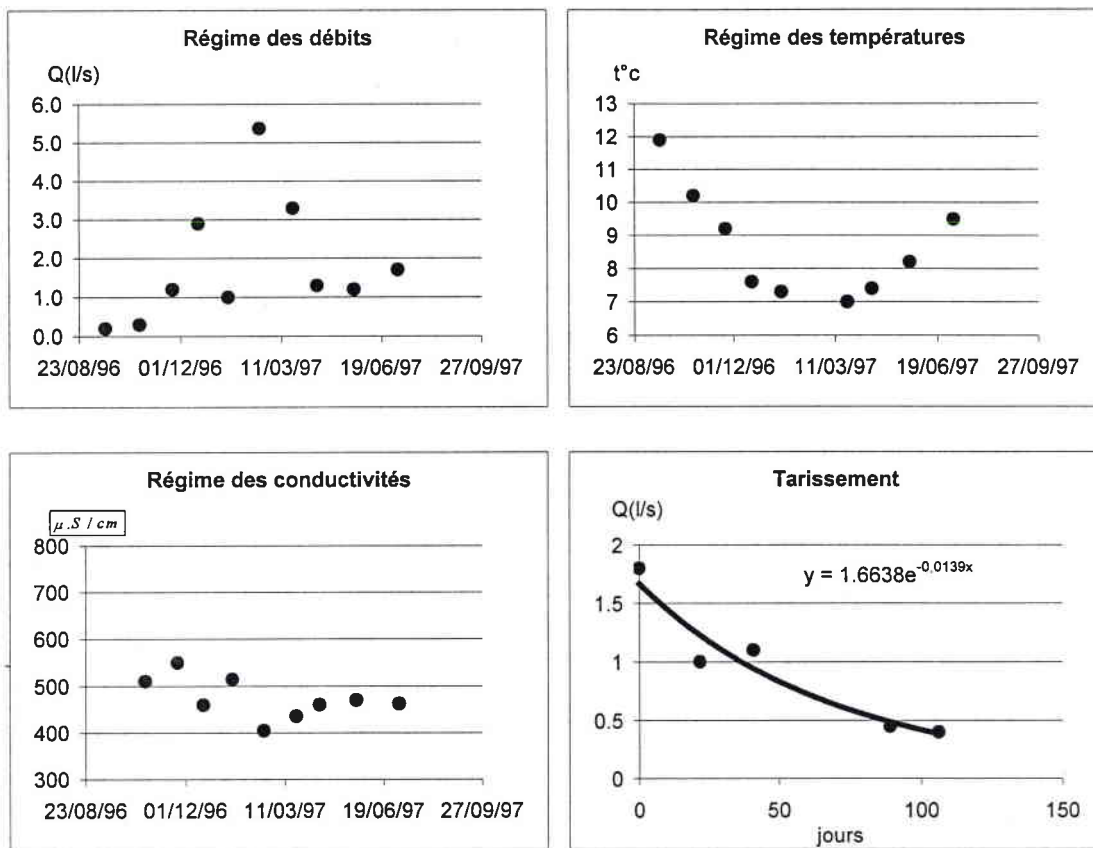 Régime des débits
Q(l/s)
6.0
5.0
4.0
3.0
2.0
1.0
0.0
23/08/96 01/12/96 11/03/97 19/06/97 27/09/97
Régime des températures
t°c
13
12
11
10
9
8
7
6
23/08/96 01/12/96 11/03/97 19/06/97 27/09/97
Régime des conductivités
μ.S / cm
800
700
600
500
400
300
23/08/96 01/12/96 11/03/97 19/06/97 27/09/97
Tarissement
Q(l/s)
y = 1.6638e-0.0139x
2
1.5
1
0.5
0
0 50 100 150
jours